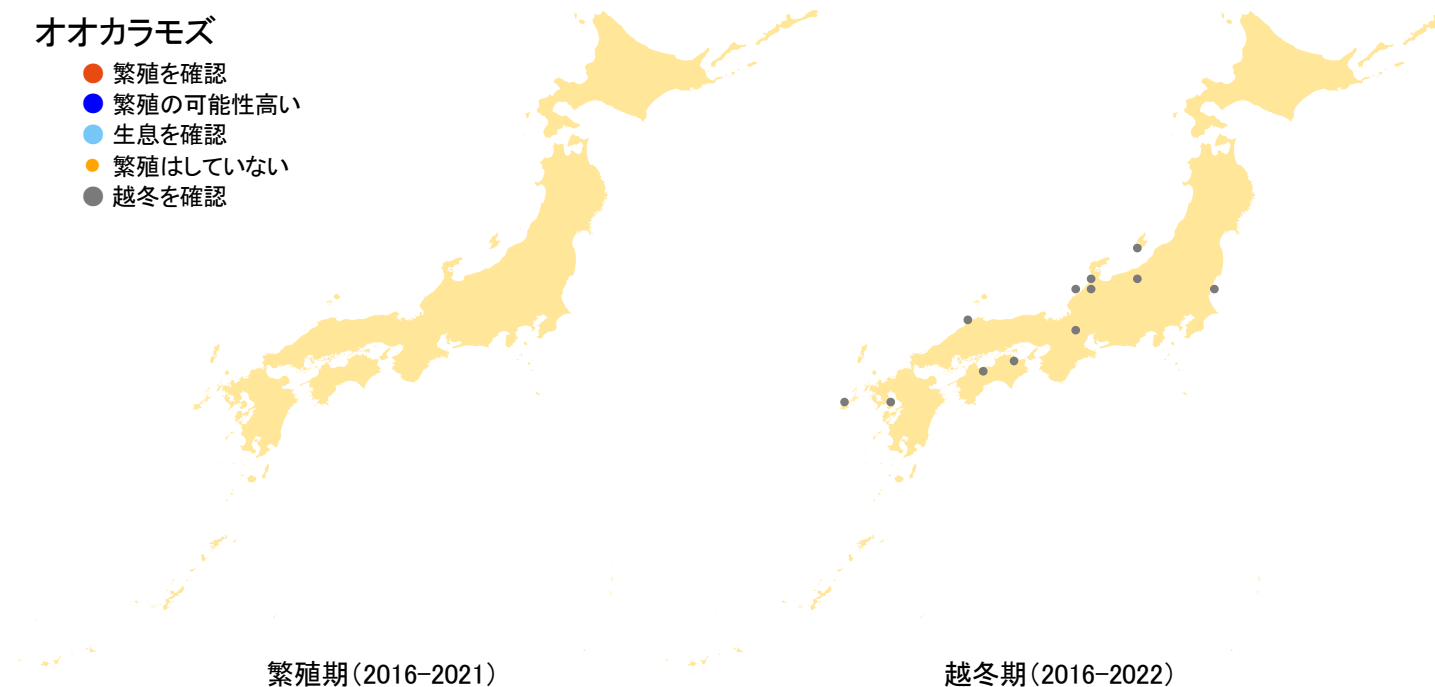 オオカラモズ
繁殖を確認
繁殖の可能性高い
生息を確認
繁殖はしていない
越冬を確認
繁殖期（2016-2021）
越冬期（2016-2022）